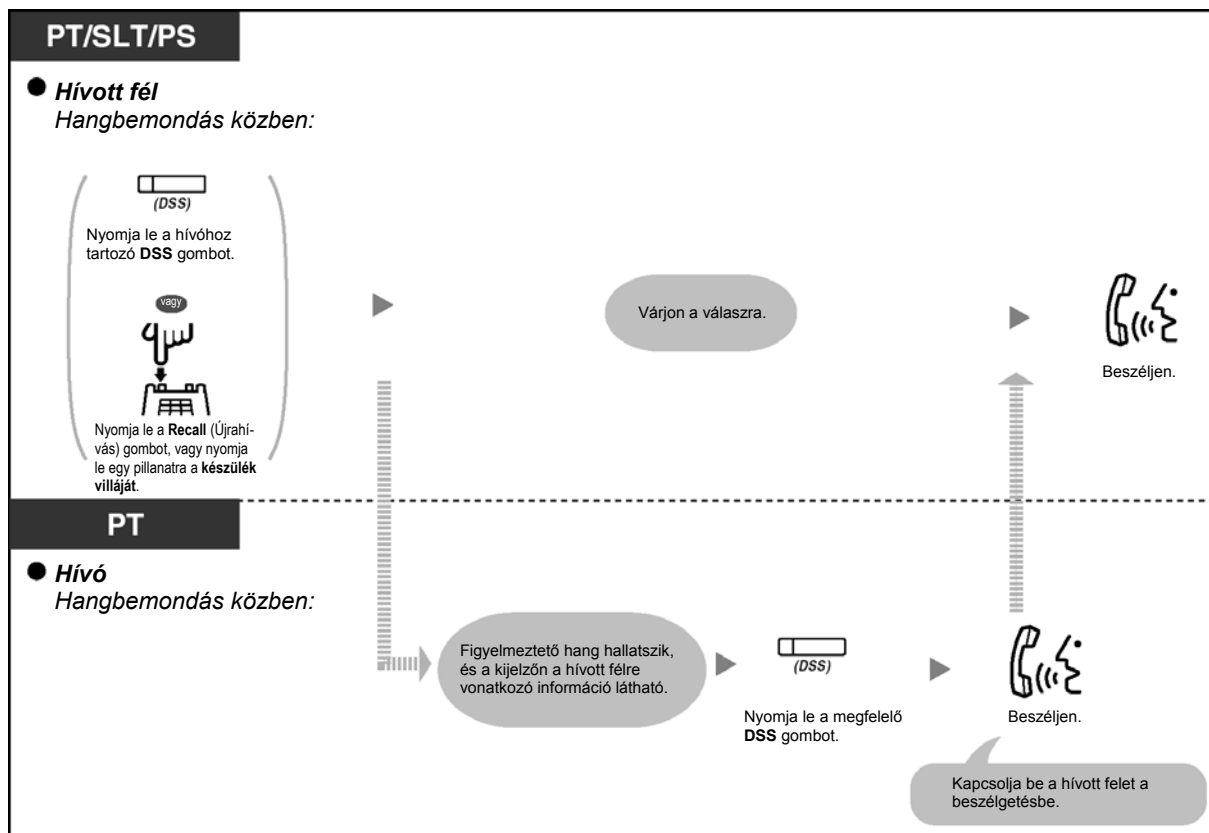 PT/SLT/PS
Hívott fél
Hangbemondás közben:
(DSS)
Nyomja le a hívóhoz
tartozó DSS gombot.
vagy
Nyomja le a Recall (Újrahí-
vás) gombot, vagy nyomja
le egy pillanatra a készülék
villáját.
Várjon a válaszra.
Beszéljen.
PT
Hívó
Hangbemondás közben:
Figyelmeztető hang hallatszik,
és a kijelzőn a hívott félre
vonatkozó információ látható.
(DSS)
Nyomja le a megfelelő
DSS gombot.
Beszéljen.
Kapcsolja be a hívott felet a
beszélgetésbe.